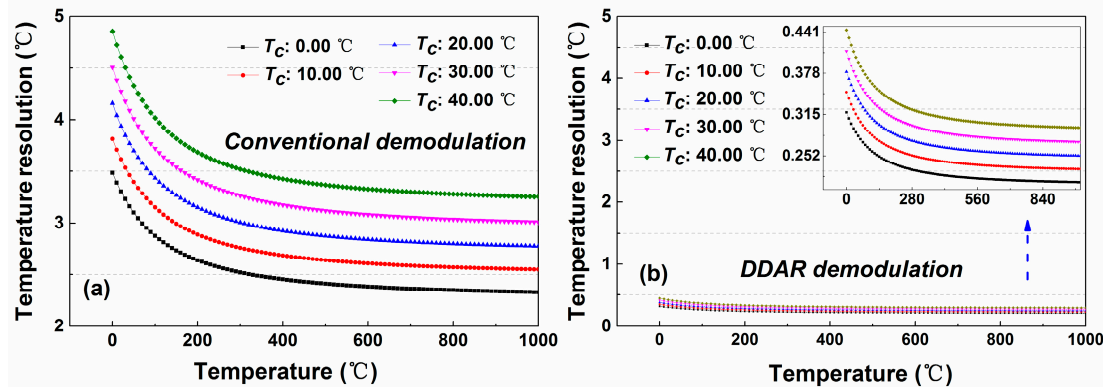 Temperature resolution (℃)
5
4
3
2
T_C: 0.00 ℃
T_C: 10.00 ℃
T_C: 20.00 ℃
T_C: 30.00 ℃
T_C: 40.00 ℃
Conventional demodulation
(a)
0 200 400 600 800 1000
Temperature (℃)
Temperature resolution (℃)
5
4
3
2
1
0
T_C: 0.00 ℃
T_C: 10.00 ℃
T_C: 20.00 ℃
T_C: 30.00 ℃
T_C: 40.00 ℃
0.441
0.378
0.315
0.252
0 280 560 840
(b)
DDAR demodulation
0 200 400 600 800 1000
Temperature (℃)